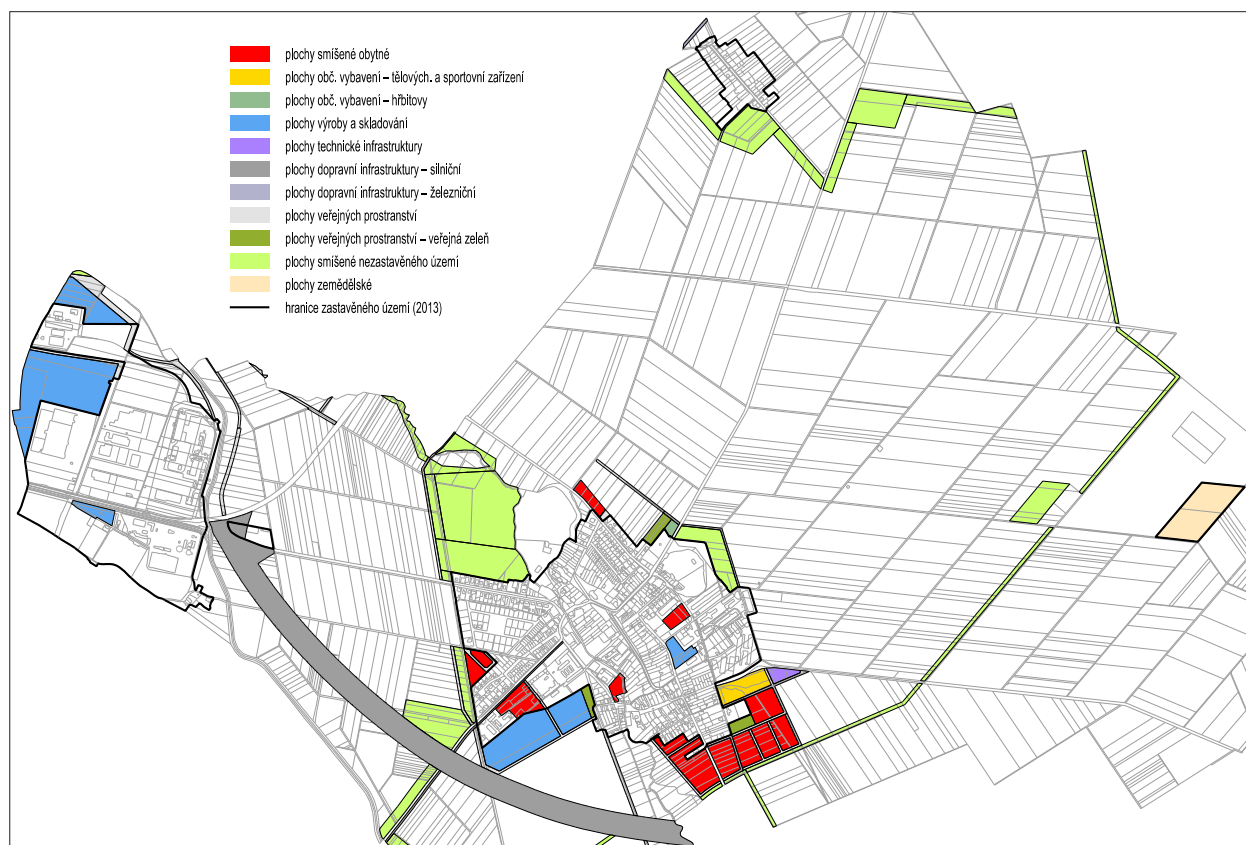 plochy smíšené obytné
plochy obč. vybavení – tělových. a sportovní zařízení
plochy obč. vybavení – hřbitovy
plochy výroby a skladování
plochy technické infrastruktury
plochy dopravní infrastruktury – silniční
plochy dopravní infrastruktury – železniční
plochy veřejných prostranství
plochy veřejných prostranství – veřejná zeleň
plochy smíšené nezastavěného území
plochy zemědělské
hranice zastavěného území (2013)